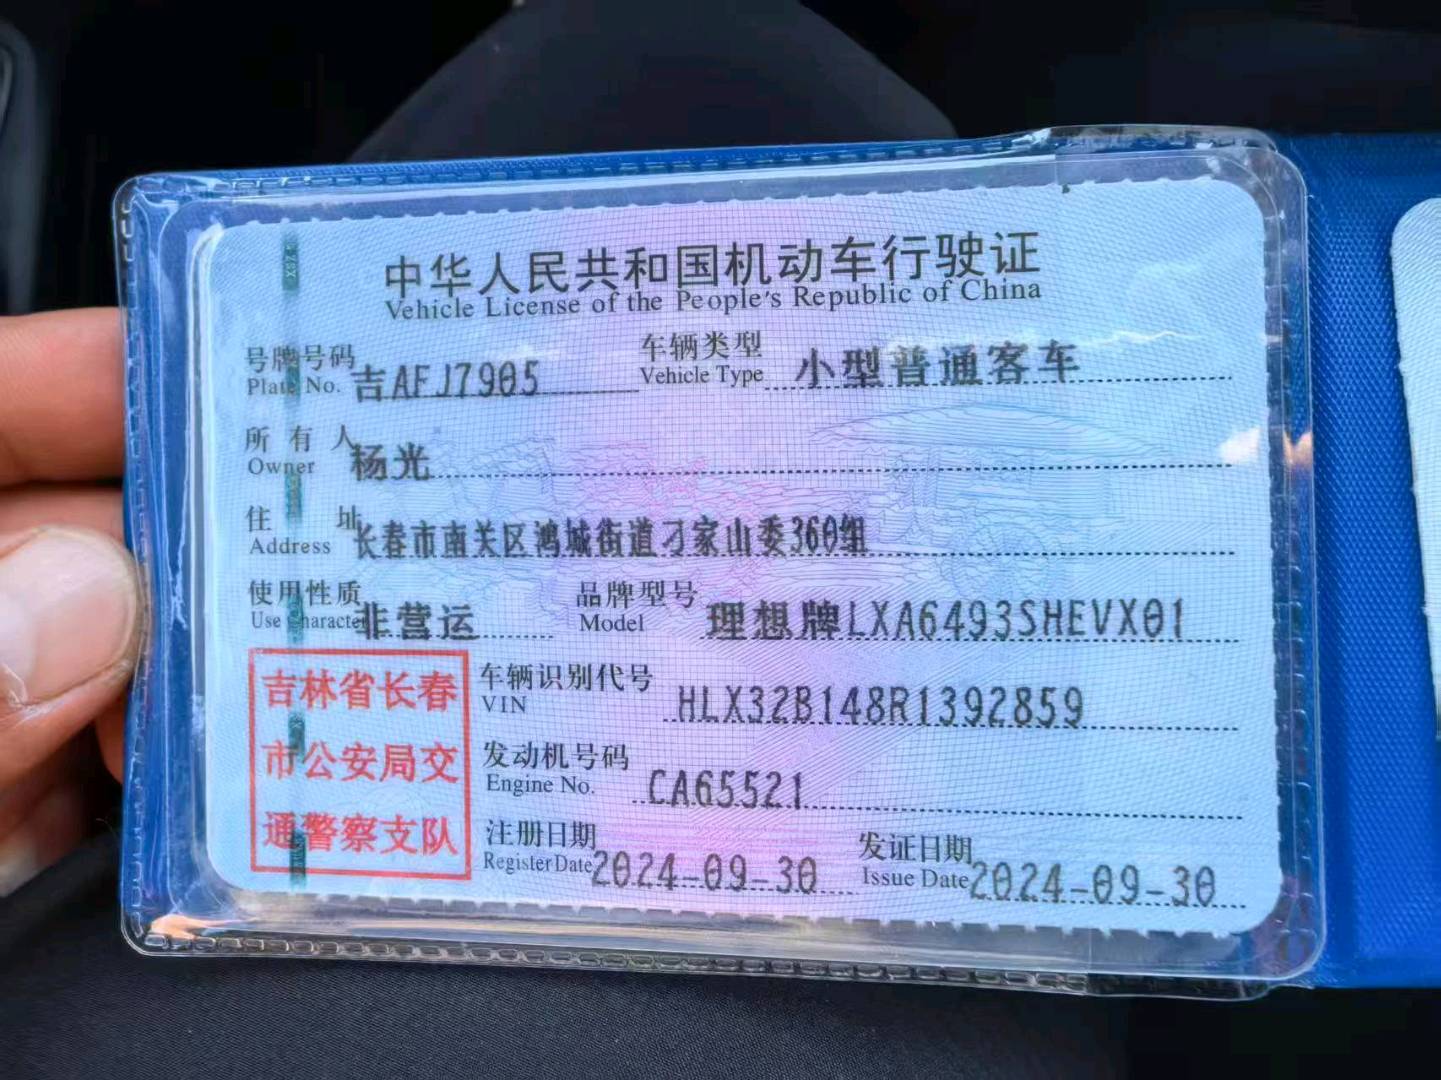 中华人民共和国机动车行驶证
Vehicle License of the People's Republic of China
号牌号码 吉AFJ7905 车辆类型 小型普通客车
Plate No. Vehicle Type
所有人 杨光
Owner
住址 长春市南关区鸿城街道刁家山委360组
Address
使用性质 非营运 品牌型号 理想牌LXA6493SHEVX01
Use Character Model
吉林省长春
市公安局交
通警察支队
车辆识别代号 HLX32B148R1392859
VIN
发动机号码 CA65521
Engine No.
注册日期 2024-09-30 发证日期 2024-09-30
Register Date Issue Date